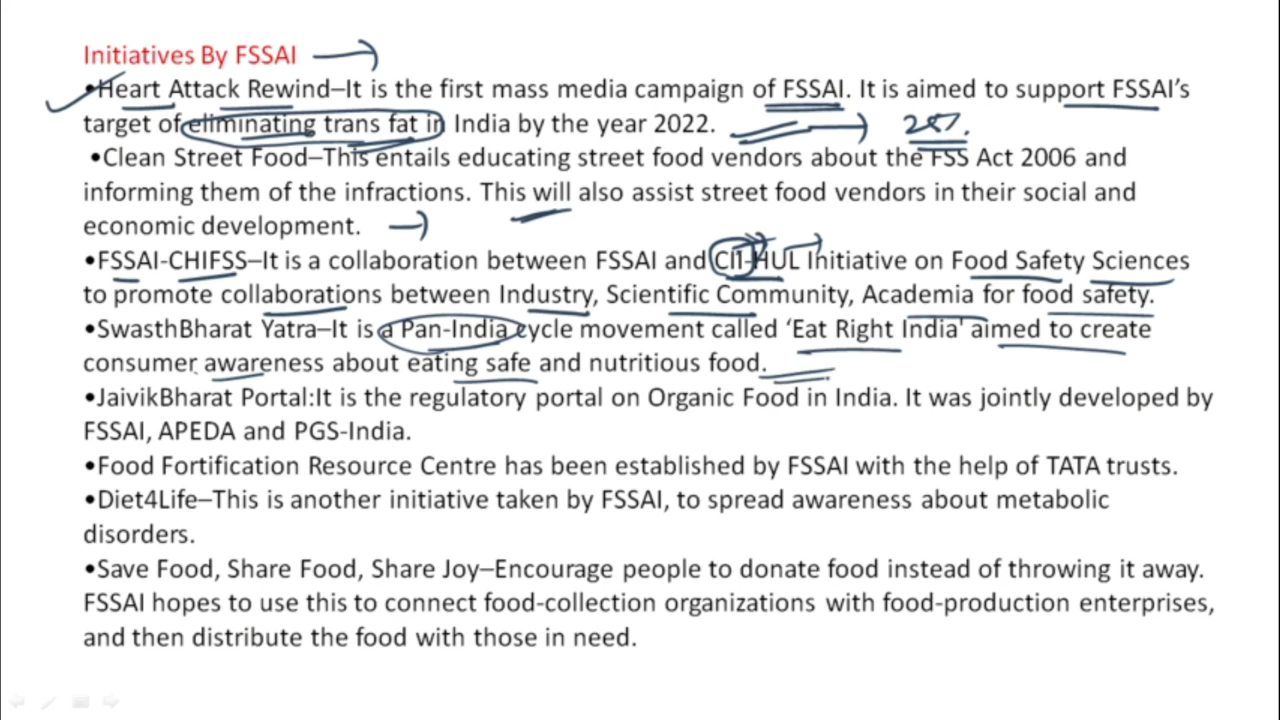 Initiatives By FSSAI
•Heart Attack Rewind–It is the first mass media campaign of FSSAI. It is aimed to support FSSAI's
target of eliminating trans fat in India by the year 2022.
•Clean Street Food–This entails educating street food vendors about the FSS Act 2006 and
informing them of the infractions. This will also assist street food vendors in their social and
economic development.
•FSSAI-CHIFSS–It is a collaboration between FSSAI and CII-HUL Initiative on Food Safety Sciences
to promote collaborations between Industry, Scientific Community, Academia for food safety.
•SwasthBharat Yatra–It is a Pan-India cycle movement called 'Eat Right India' aimed to create
consumer awareness about eating safe and nutritious food.
•JaivikBharat Portal:It is the regulatory portal on Organic Food in India. It was jointly developed by
FSSAI, APEDA and PGS-India.
•Food Fortification Resource Centre has been established by FSSAI with the help of TATA trusts.
•Diet4Life–This is another initiative taken by FSSAI, to spread awareness about metabolic
disorders.
•Save Food, Share Food, Share Joy–Encourage people to donate food instead of throwing it away.
FSSAI hopes to use this to connect food-collection organizations with food-production enterprises,
and then distribute the food with those in need.